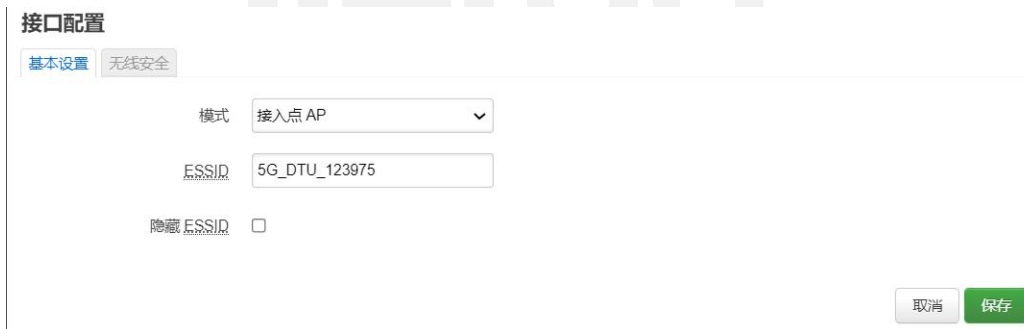 接口配置
基本设置 无线安全
模式 接入点 AP
ESSID 5G_DTU_123975
隐藏 ESSID
取消 保存